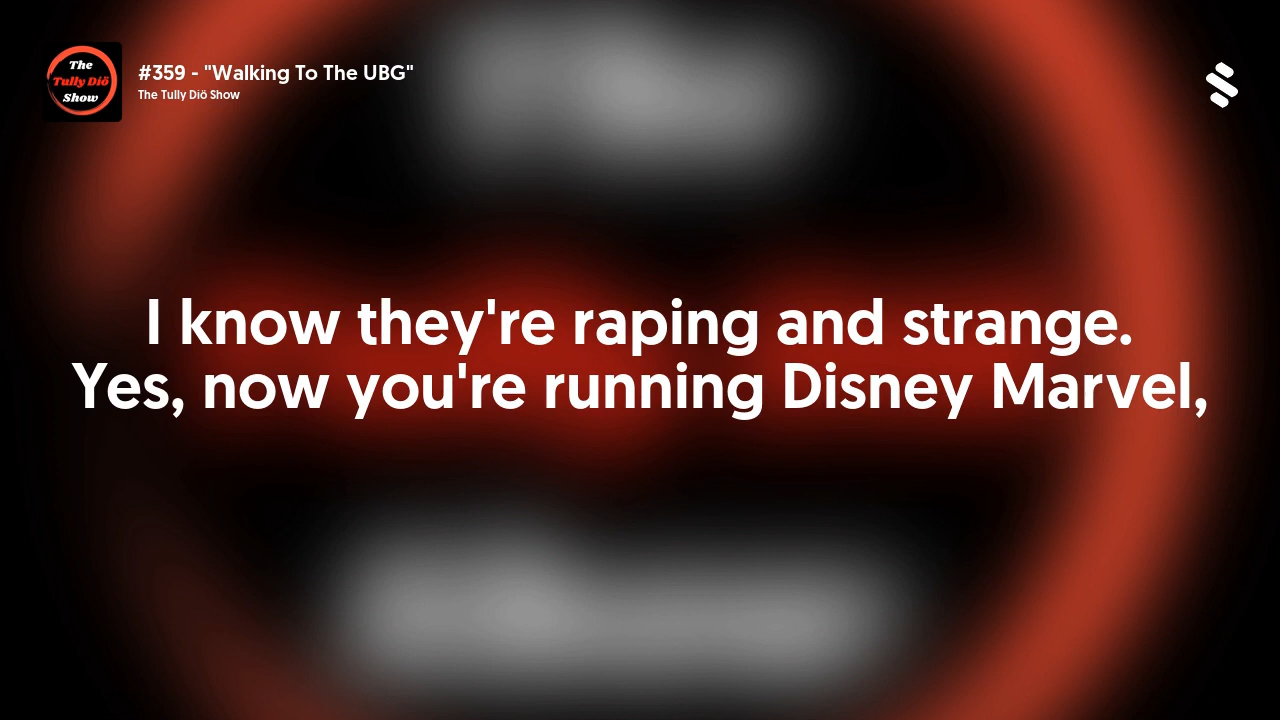 The
Tully Diö
Show
#359 - "Walking To The UBG"
The Tully Diö Show
I know they're raping and strange.
Yes, now you're running Disney Marvel,